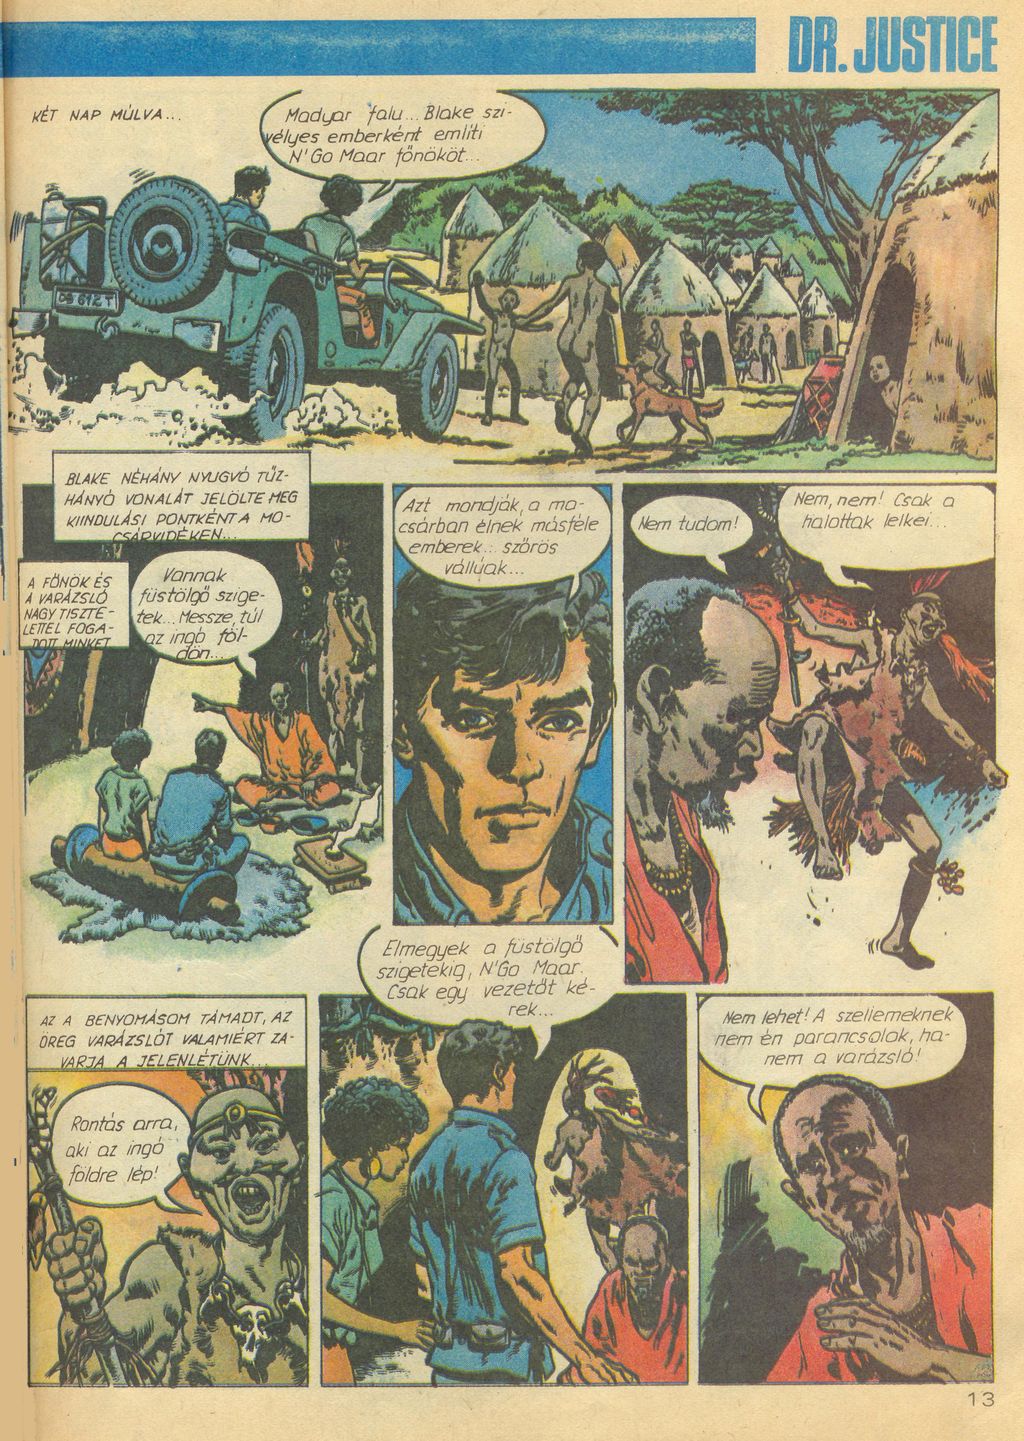 DR. JUSTICE
KÉT NAP MÚLVA...
Madyar falu... Blake szi-
vélyes emberként említi
N'Go Maar főnököt...
CB 612 T
BLAKE NÉHÁNY NYUGVÓ TŰZ-
HÁNYÓ VONALÁT JELÖLTE MEG
KIINDULÁSI PONTKÉNT A MO-
CSÁRVIDÉKEN...
A FŐNÖK ÉS
A VARÁZSLÓ
NAGY TISZTE-
LETTEL FOGA-
DOTT MINKET
Vannak
füstölgő szige-
tek... Messze, túl
az ingó föl-
dön...
Azt mondják, a mo-
csárban élnek másféle
emberek... szőrös
vállúak...
Nem tudom!
Nem, nem! Csak a
halottak lelkei...
AZ A BENYOMÁSOM TÁMADT, AZ
ÖREG VARÁZSLÓT VALAMIÉRT ZA-
VARJA A JELENLÉTÜNK...
Rontás arra,
aki az ingó
földre lép!
Elmegyek a füstölgő
szigetekig, N'Go Maar.
Csak egy vezetőt ké-
rek...
Nem lehet! A szellemeknek
nem én parancsolok, ha-
nem a varázsló!
13